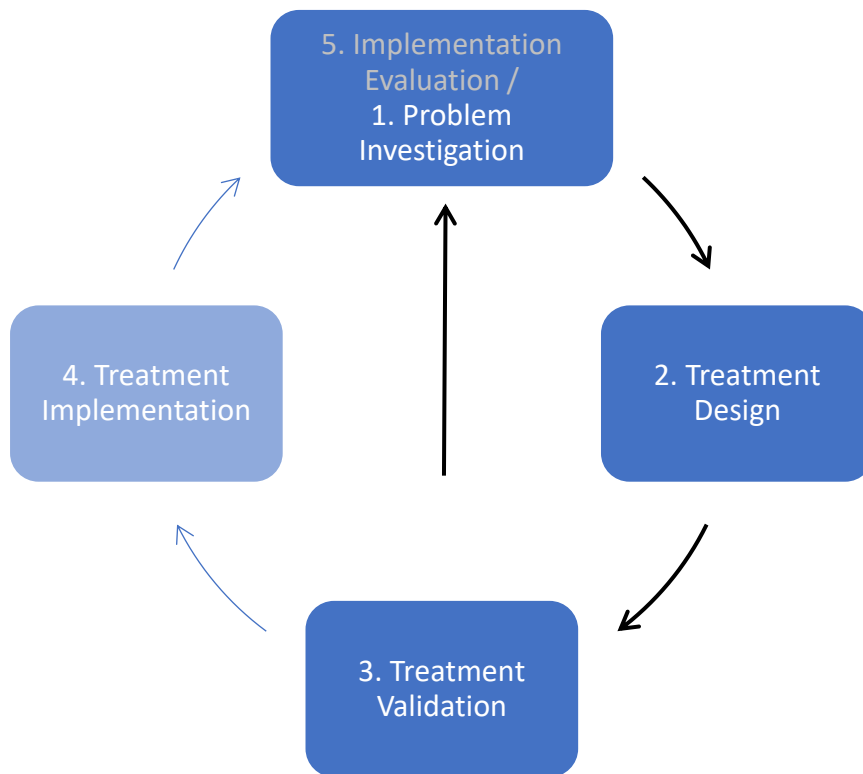 5. Implementation
Evaluation /
1. Problem
Investigation
2. Treatment
Design
3. Treatment
Validation
4. Treatment
Implementation